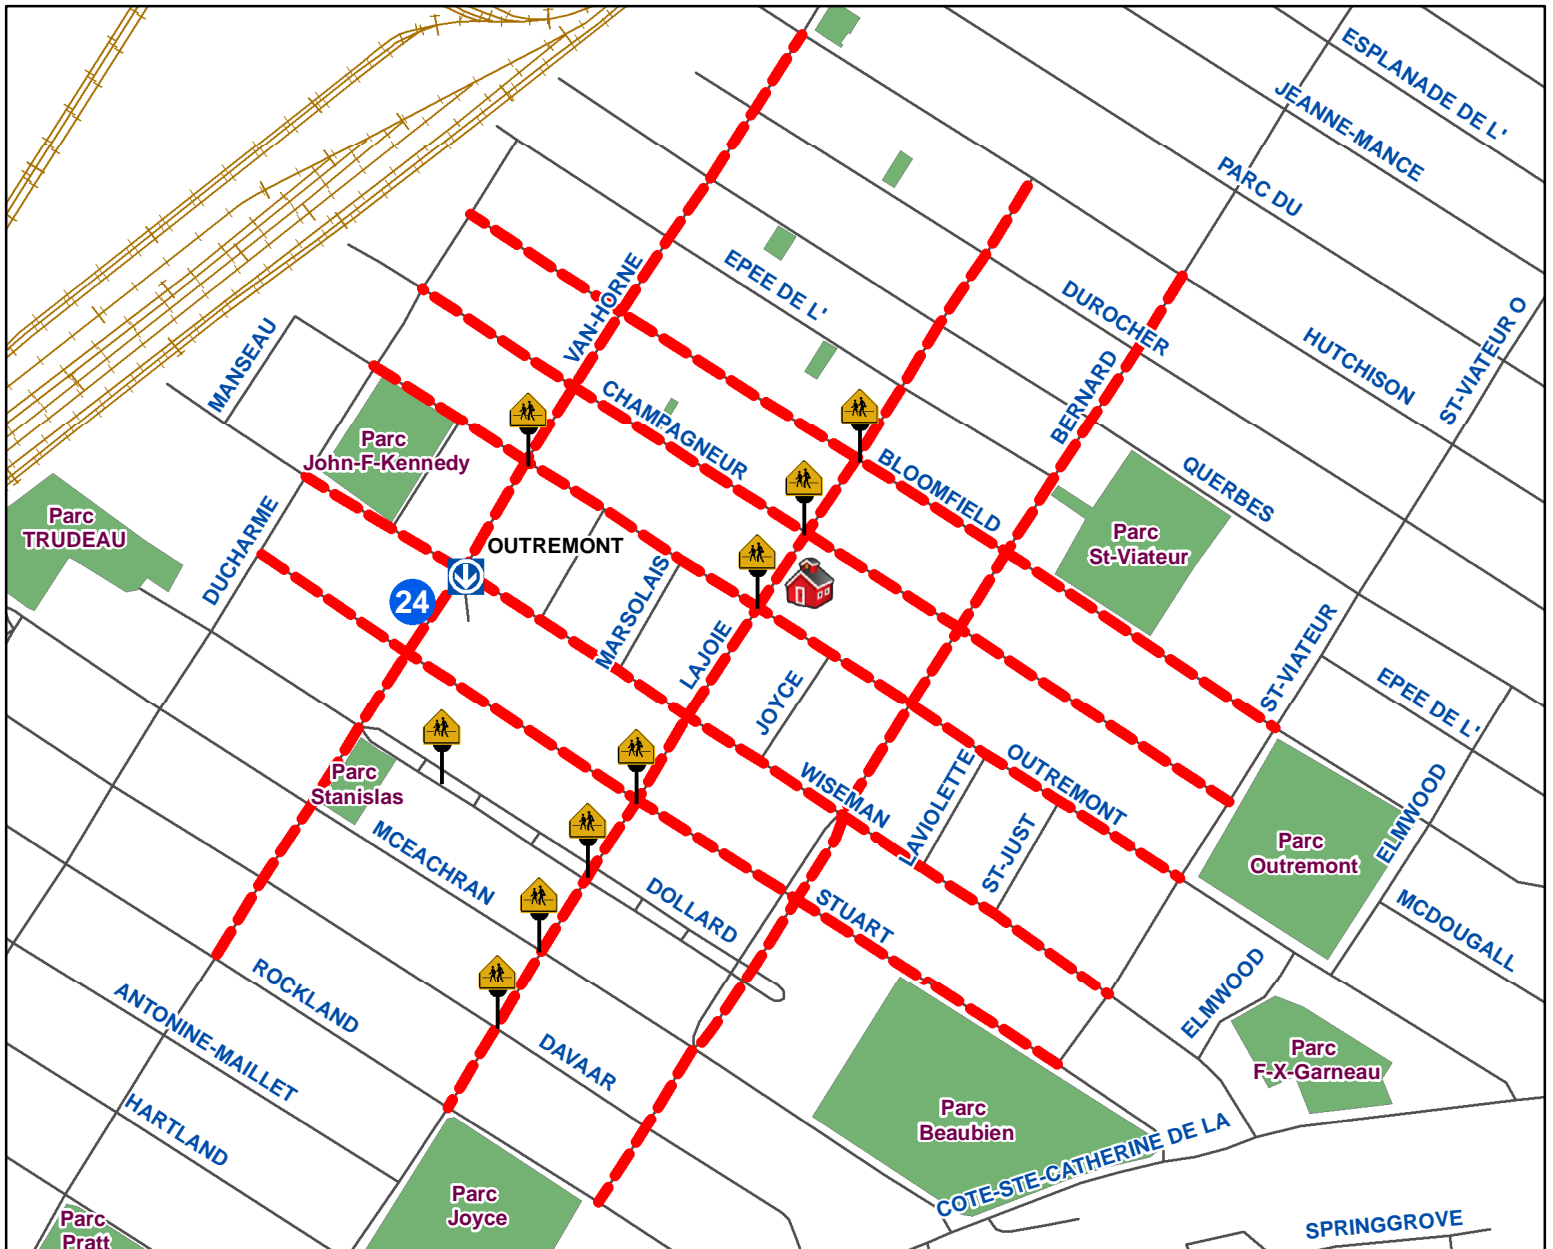 ESPLANADE DE L'
JEANNE-MANCE
PARC DU
EPEE DE L'
VAN-HORNE
DUROCHER
HUTCHISON
ST-VIATEUR O
MANSEAU
BERNARD
CHAMPAGNEUR
BLOOMFIELD
QUERBES
Parc
John-F-Kennedy
Parc
TRUDEAU
DUCHARME
OUTREMONT
24
MARSOLAIS
LAJOIE
JOYCE
Parc
St-Viateur
ST-VIATEUR
EPEE DE L'
Parc
Stanislas
WISEMAN
OUTREMONT
LAVIOLETTE
ST-JUST
ELMWOOD
Parc
Outremont
MCEACHRAN
DOLLARD
STUART
MCDOUGALL
ROCKLAND
ANTONINE-MAILLET
DAVAAR
ELMWOOD
Parc
F-X-Garneau
HARTLAND
Parc
Beaubien
COTE-STE-CATHERINE DE LA
Parc
Joyce
Parc
Pratt
SPRINGGROVE